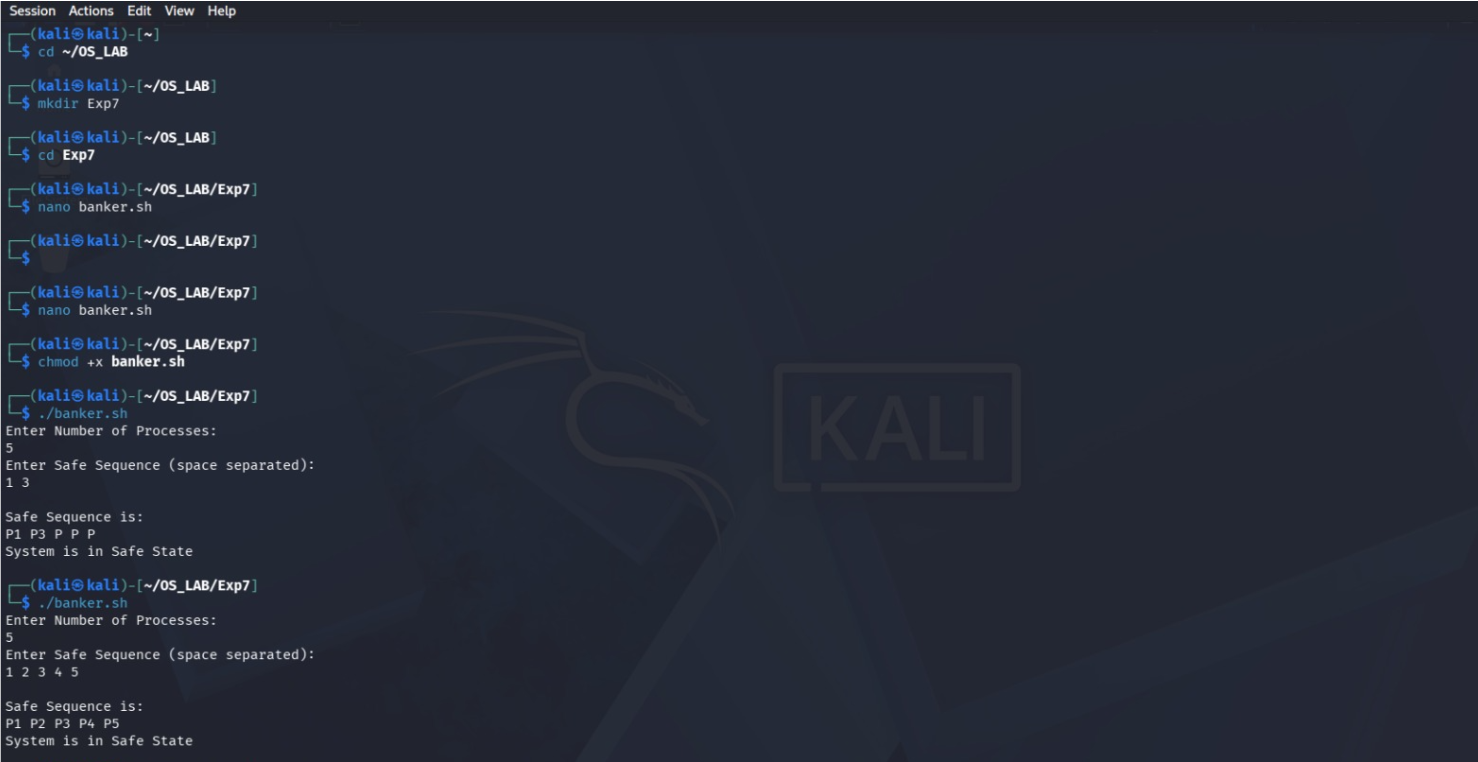 Session Actions Edit View Help
┌──(kali㉿kali)-[~]
└─$ cd ~/OS_LAB
┌──(kali㉿kali)-[~/OS_LAB]
└─$ mkdir Exp7
┌──(kali㉿kali)-[~/OS_LAB]
└─$ cd Exp7
┌──(kali㉿kali)-[~/OS_LAB/Exp7]
└─$ nano banker.sh
┌──(kali㉿kali)-[~/OS_LAB/Exp7]
└─$
┌──(kali㉿kali)-[~/OS_LAB/Exp7]
└─$ nano banker.sh
┌──(kali㉿kali)-[~/OS_LAB/Exp7]
└─$ chmod +x banker.sh
┌──(kali㉿kali)-[~/OS_LAB/Exp7]
└─$ ./banker.sh
Enter Number of Processes:
5
Enter Safe Sequence (space separated):
1 3
Safe Sequence is:
P1 P3 P P P
System is in Safe State
┌──(kali㉿kali)-[~/OS_LAB/Exp7]
└─$ ./banker.sh
Enter Number of Processes:
5
Enter Safe Sequence (space separated):
1 2 3 4 5
Safe Sequence is:
P1 P2 P3 P4 P5
System is in Safe State
KALI